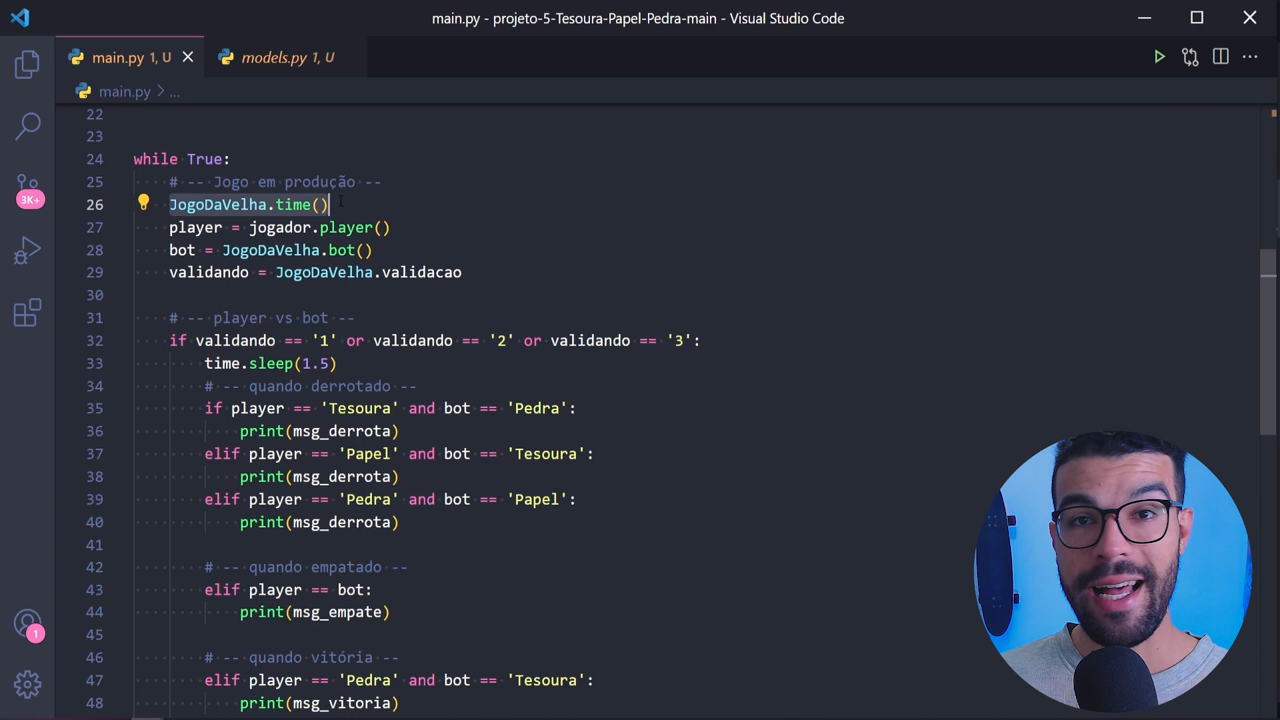 main.py - projeto-5-Tesoura-Papel-Pedra-main - Visual Studio Code
main.py 1, U
models.py 1, U
main.py > ...
22
23
24 while True:
25 # -- Jogo em produção --
26 JogoDaVelha.time()
27 player = jogador.player()
28 bot = JogoDaVelha.bot()
29 validando = JogoDaVelha.validacao
30
31 # -- player vs bot --
32 if validando == '1' or validando == '2' or validando == '3':
33 time.sleep(1.5)
34 # -- quando derrotado --
35 if player == 'Tesoura' and bot == 'Pedra':
36 print(msg_derrota)
37 elif player == 'Papel' and bot == 'Tesoura':
38 print(msg_derrota)
39 elif player == 'Pedra' and bot == 'Papel':
40 print(msg_derrota)
41
42 # -- quando empatado --
43 elif player == bot:
44 print(msg_empate)
45
46 # -- quando vitória --
47 elif player == 'Pedra' and bot == 'Tesoura':
48 print(msg_vitoria)
3K+
1